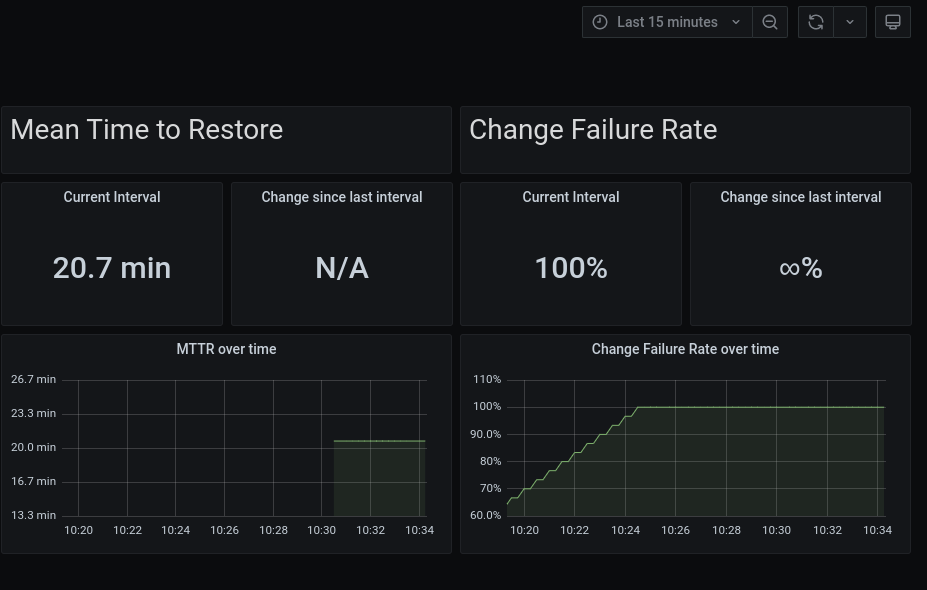 Last 15 minutes
Mean Time to Restore
Change Failure Rate
Current Interval
20.7 min
Change since last interval
N/A
Current Interval
100%
Change since last interval
∞%
MTTR over time
26.7 min
23.3 min
20.0 min
16.7 min
13.3 min
10:20 10:22 10:24 10:26 10:28 10:30 10:32 10:34
Change Failure Rate over time
110%
100%
90.0%
80%
70%
60.0%
10:20 10:22 10:24 10:26 10:28 10:30 10:32 10:34